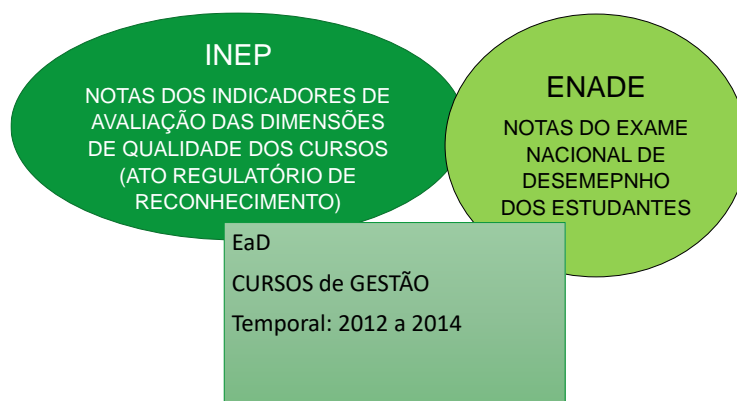 INEP
NOTAS DOS INDICADORES DE
AVALIAÇÃO DAS DIMENSÕES
DE QUALIDADE DOS CURSOS
(ATO REGULATÓRIO DE
RECONHECIMENTO)
ENADE
NOTAS DO EXAME
NACIONAL DE
DESEMEPNHO
DOS ESTUDANTES
EaD
CURSOS de GESTÃO
Temporal: 2012 a 2014